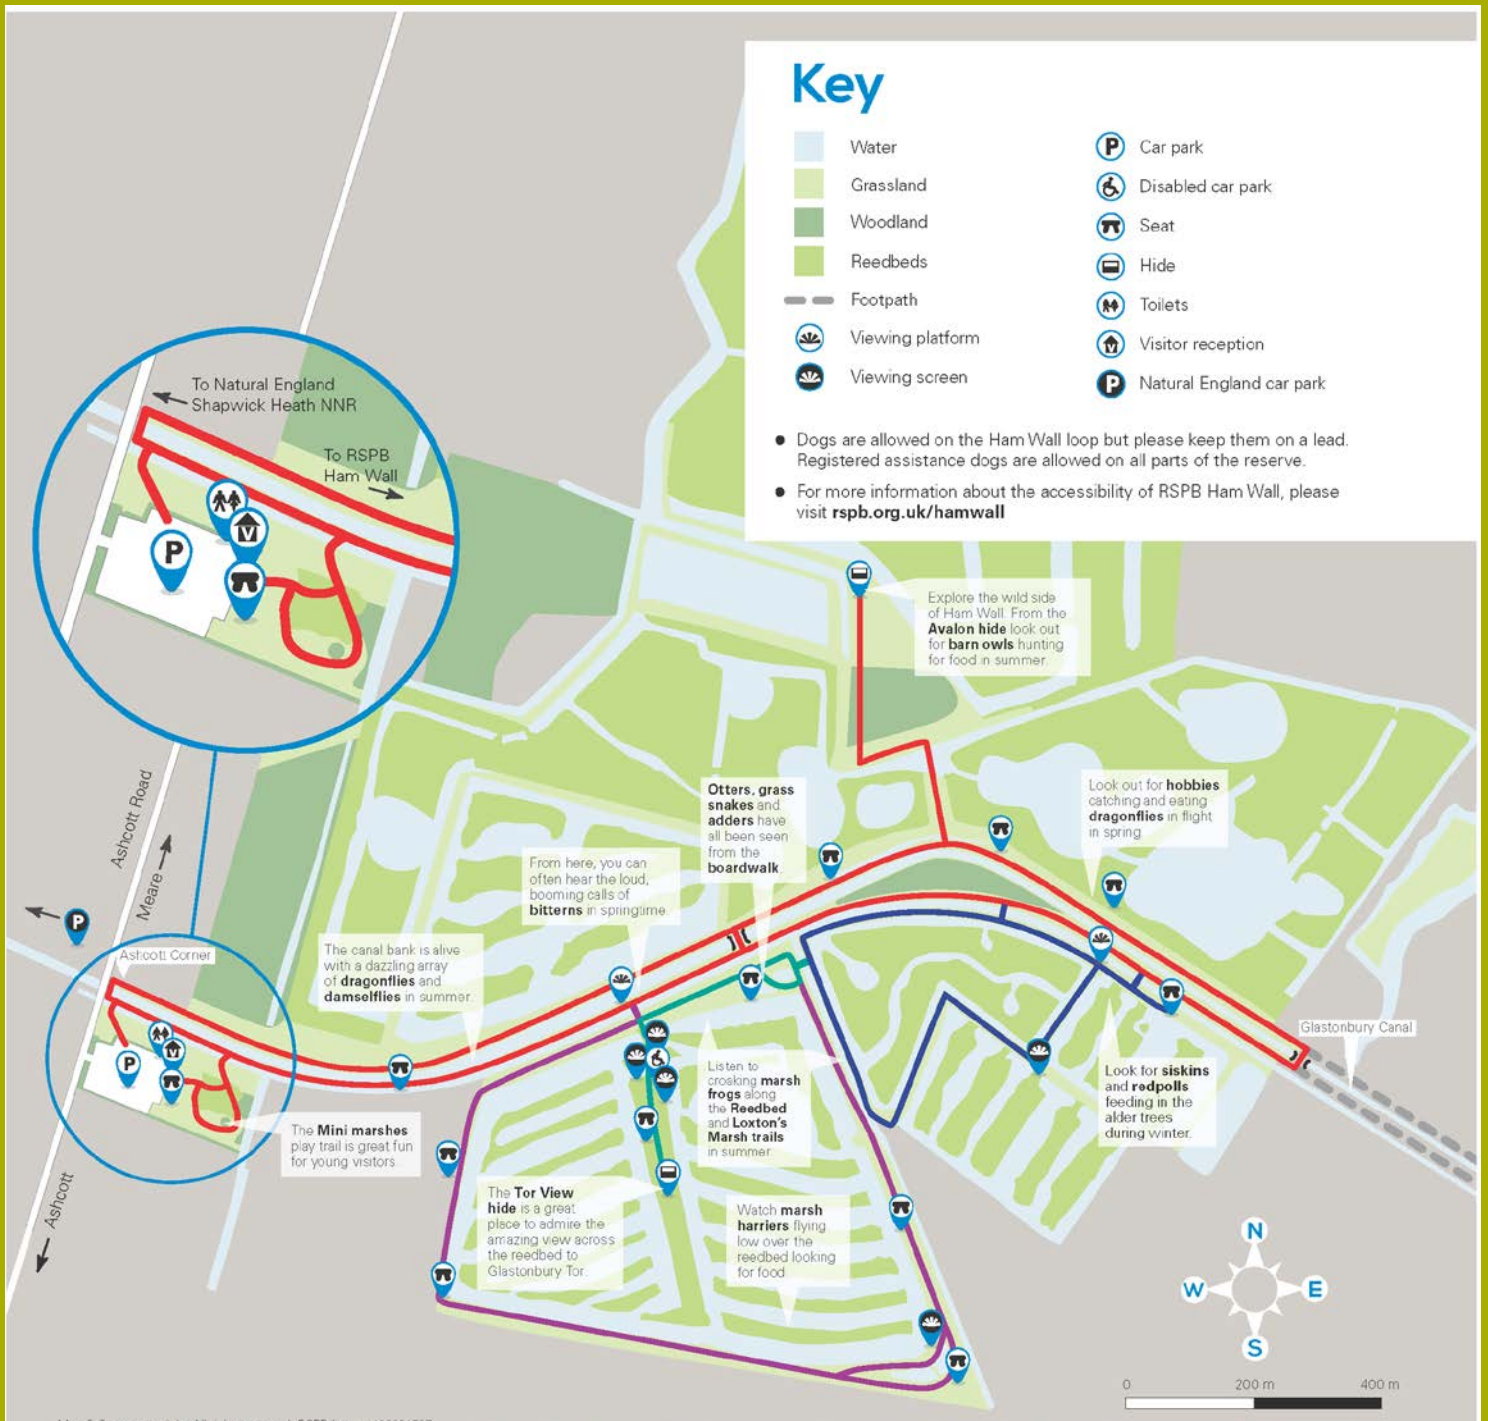 Key
Water
Grassland
Woodland
Reedbeds
Footpath
Viewing platform
Viewing screen
P
Car park
Disabled car park
Seat
Hide
Toilets
V
Visitor reception
P
Natural England car park
● Dogs are allowed on the Ham Wall loop but please keep them on a lead.
Registered assistance dogs are allowed on all parts of the reserve.
● For more information about the accessibility of RSPB Ham Wall, please
visit rspb.org.uk/hamwall
To Natural England
Shapwick Heath NNR
To RSPB
Ham Wall
V
P
Explore the wild side
of Ham Wall. From the
Avalon hide look out
for barn owls hunting
for food in summer.
Ashcott Road
Meare
P
Ashcott Corner
Otters, grass
snakes and
adders have
all been seen
from the
boardwalk.
Look out for hobbies
catching and eating
dragonflies in flight
in spring
From here, you can
often hear the loud,
booming calls of
bitterns in springtime.
The canal bank is alive
with a dazzling array
of dragonflies and
damselflies in summer.
V
P
Glastonbury Canal
Listen to
croaking marsh
frogs along
the Reedbed
and Loxton's
Marsh trails
in summer
Look for siskins
and redpolls
feeding in the
alder trees
during winter.
The Mini marshes
play trail is great fun
for young visitors
Ashcott
The Tor View
hide is a great
place to admire the
amazing view across
the reedbed to
Glastonbury Tor.
Watch marsh
harriers flying
low over the
reedbed looking
for food
N
W
E
S
0 200 m 400 m